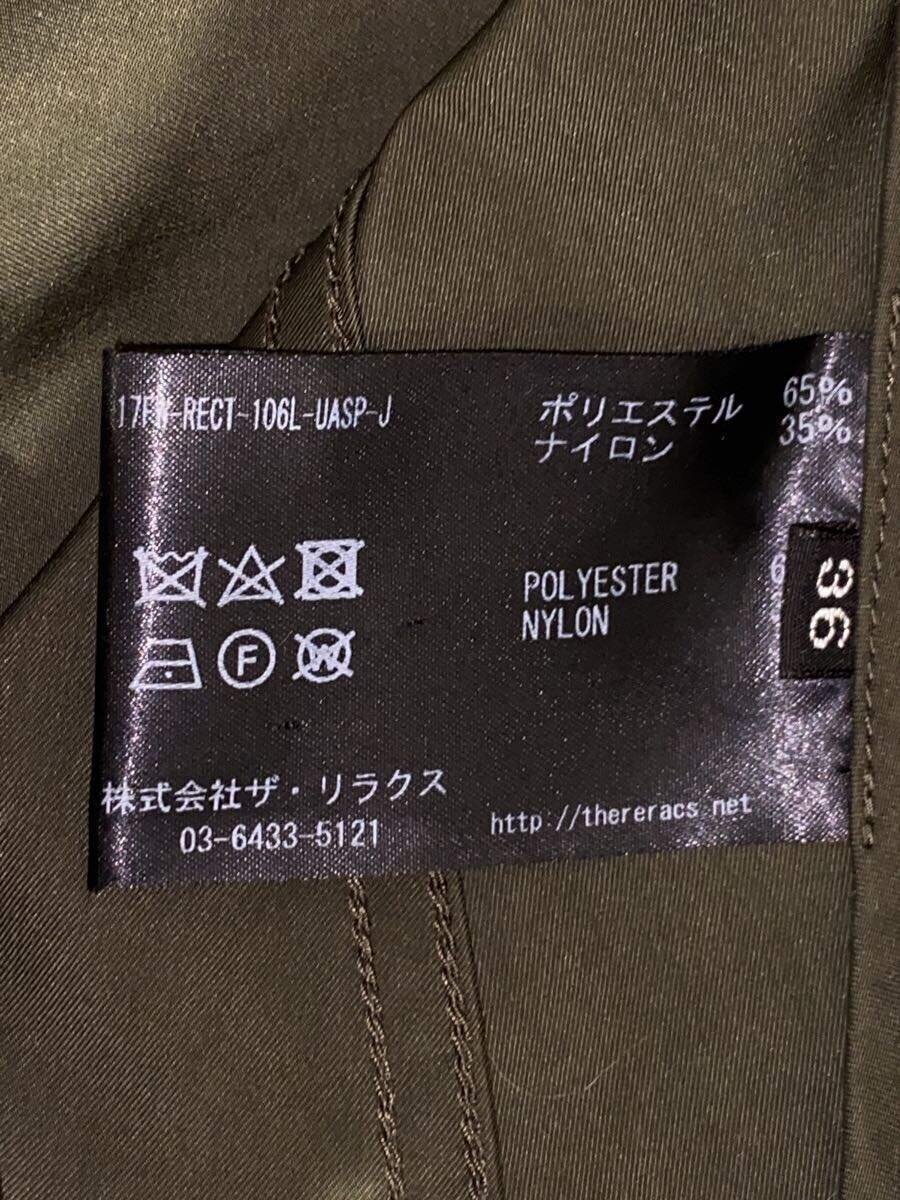 17FW-RECT-106L-UASP-J
ポリエステル 65%
ナイロン 35%
POLYESTER 6
NYLON
36
F
W
株式会社ザ・リラクス
03-6433-5121
http://thereracs.net